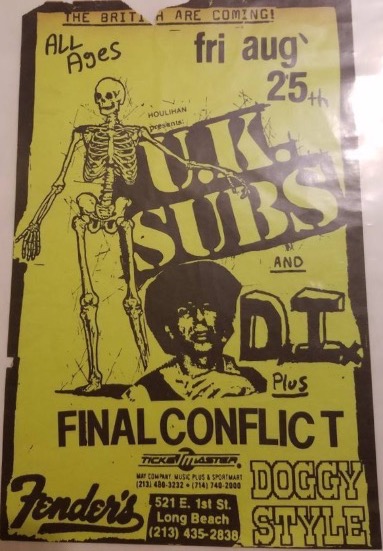 THE BRITISH ARE COMING!
ALL Ages
fri aug
25th
HOULIHAN
presents:
U.K.
SUBS
AND
D.I.
Plus
FINAL CONFLICT
TICKETMASTER
MAY COMPANY, MUSIC PLUS & SPORTMART
(213) 480-3232 • (714) 740-2000
Fender's
521 E. 1st St.
Long Beach
(213) 435-2838
DOGGY
STYLE